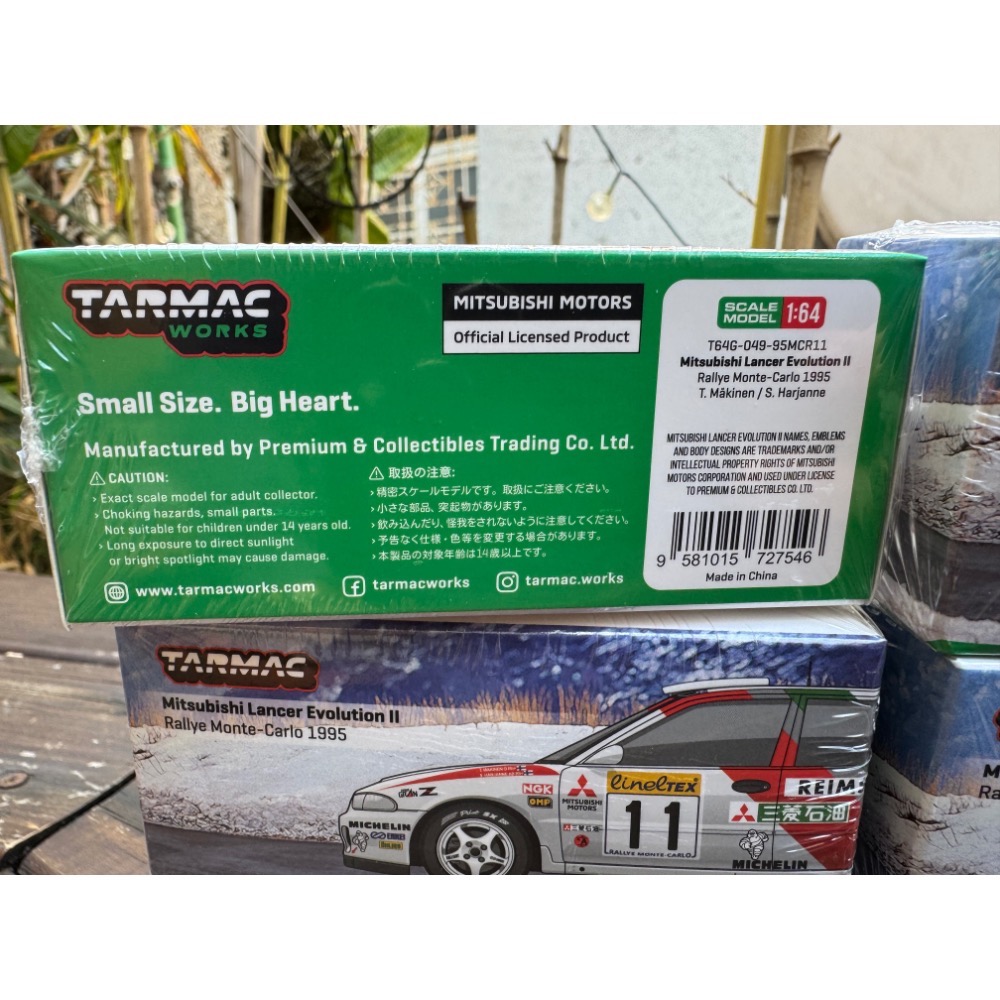 TARMAC
WORKS
MITSUBISHI MOTORS
Official Licensed Product
Small Size. Big Heart.
Manufactured by Premium & Collectibles Trading Co. Ltd.
CAUTION:
› Exact scale model for adult collector.
› Choking hazards, small parts.
Not suitable for children under 14 years old.
› Long exposure to direct sunlight
or bright spotlight may cause damage.
取扱の注意:
› 精密スケールモデルです。取扱にご注意ください。
› 小さな部品、突起物があります。
› 飲み込んだり、怪我をされないように注意してください。
› 予告なく仕様・色等を変更する場合があります。
› 本製品の対象年齢は14歳以上です。
www.tarmacworks.com
tarmacworks
tarmac.works
SCALE
MODEL 1:64
T64G-049-95MCR11
Mitsubishi Lancer Evolution II
Rallye Monte-Carlo 1995
T. Mäkinen / S. Harjanne
MITSUBISHI LANCER EVOLUTION II NAMES, EMBLEMS
AND BODY DESIGNS ARE TRADEMARKS AND/OR
INTELLECTUAL PROPERTY RIGHTS OF MITSUBISHI
MOTORS CORPORATION AND USED UNDER LICENSE
TO PREMIUM & COLLECTIBLES CO. LTD.
9 581015 727546
Made in China
TARMAC
Mitsubishi Lancer Evolution II
Rallye Monte-Carlo 1995
NGK
OMP
MITSUBISHI
MOTORS
三菱石油
linelTEX
11
RALLYE MONTE-CARLO
REIMS
三菱石油
MICHELIN
MICHELIN
M
Ra